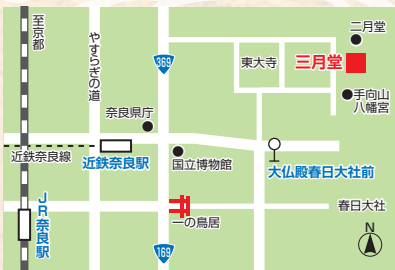 至京都
やすらぎの道
369
二月堂
東大寺
三月堂
手向山
八幡宮
奈良県庁
近鉄奈良線
近鉄奈良駅
国立博物館
大仏殿春日大社前
JR奈良駅
一の鳥居
春日大社
169
N